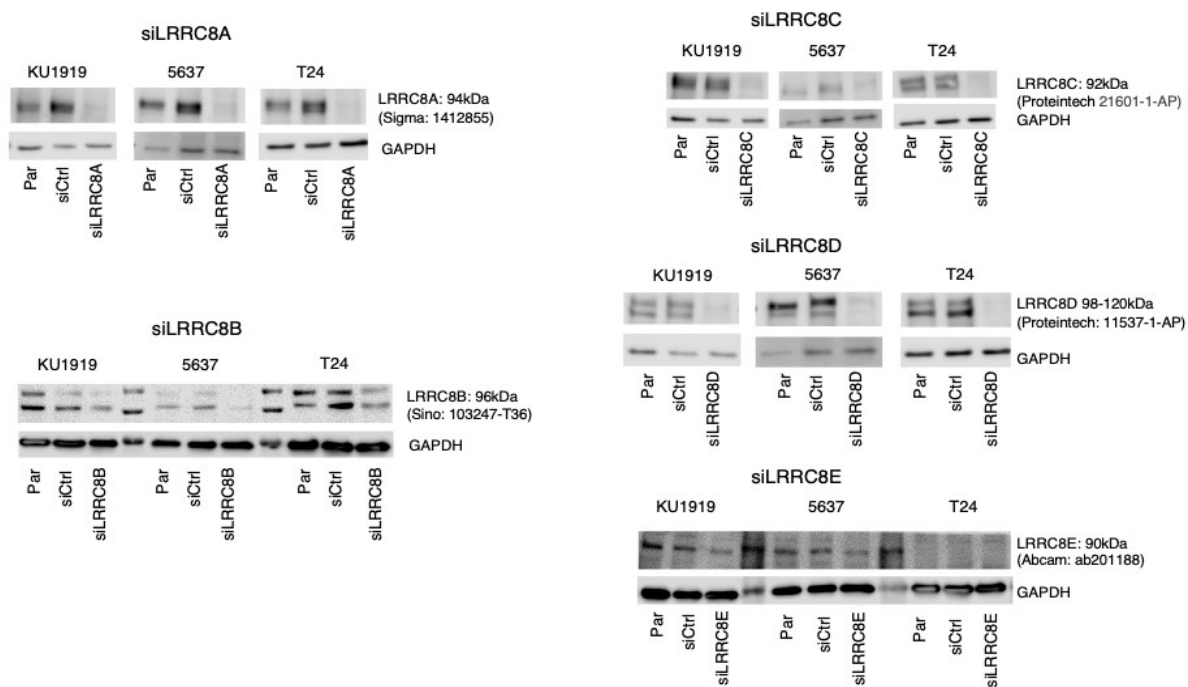 siLRRC8A
KU1919 5637 T24
LRRC8A: 94kDa
(Sigma: 1412855)
GAPDH
Par siCtrl siLRRC8A Par siCtrl siLRRC8A Par siCtrl siLRRC8A
siLRRC8B
KU1919 5637 T24
LRRC8B: 96kDa
(Sino: 103247-T36)
GAPDH
Par siCtrl siLRRC8B Par siCtrl siLRRC8B Par siCtrl siLRRC8B
siLRRC8C
KU1919 5637 T24
LRRC8C: 92kDa
(Proteintech 21601-1-AP)
GAPDH
Par siCtrl siLRRC8C Par siCtrl siLRRC8C Par siCtrl siLRRC8C
siLRRC8D
KU1919 5637 T24
LRRC8D 98-120kDa
(Proteintech: 11537-1-AP)
GAPDH
Par siCtrl siLRRC8D Par siCtrl siLRRC8D Par siCtrl siLRRC8D
siLRRC8E
KU1919 5637 T24
LRRC8E: 90kDa
(Abcam: ab201188)
GAPDH
Par siCtrl siLRRC8E Par siCtrl siLRRC8E Par siCtrl siLRRC8E